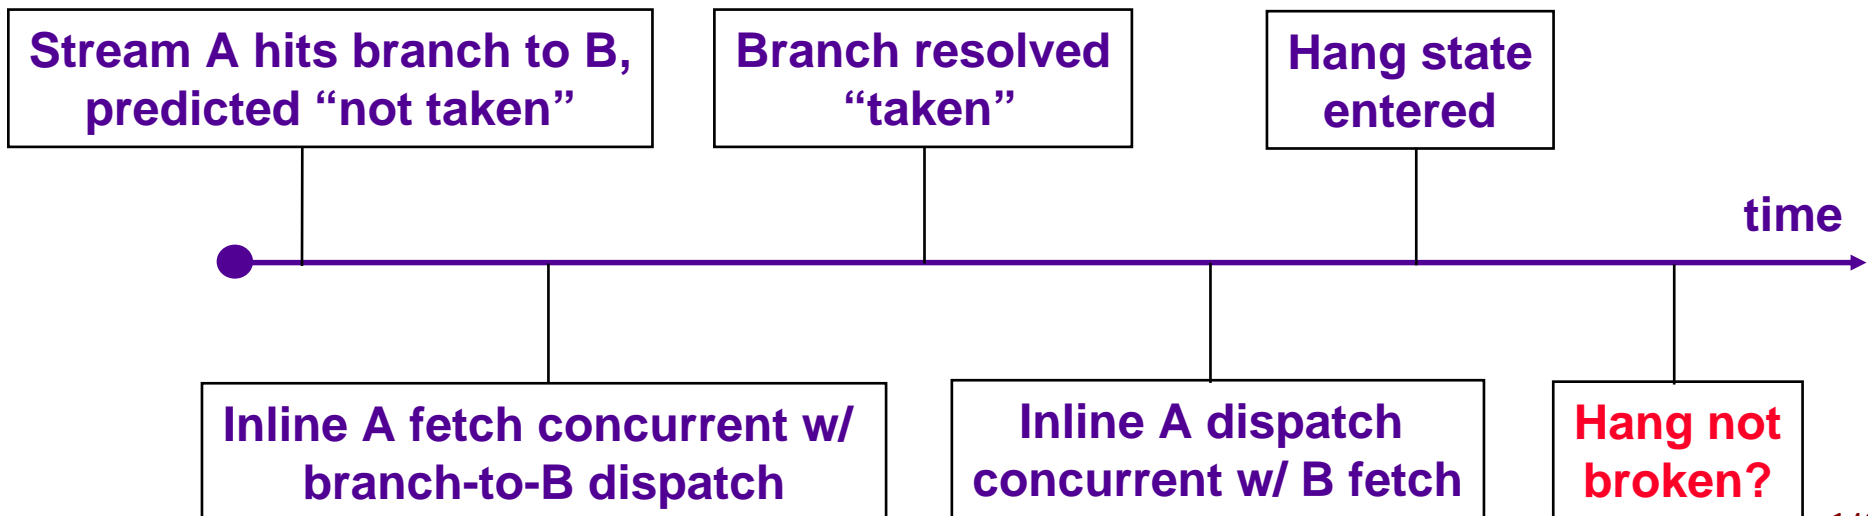 Stream A hits branch to B,
predicted “not taken”
Branch resolved
“taken”
Hang state
entered
time
Inline A fetch concurrent w/
branch-to-B dispatch
Inline A dispatch
concurrent w/ B fetch
Hang not
broken?